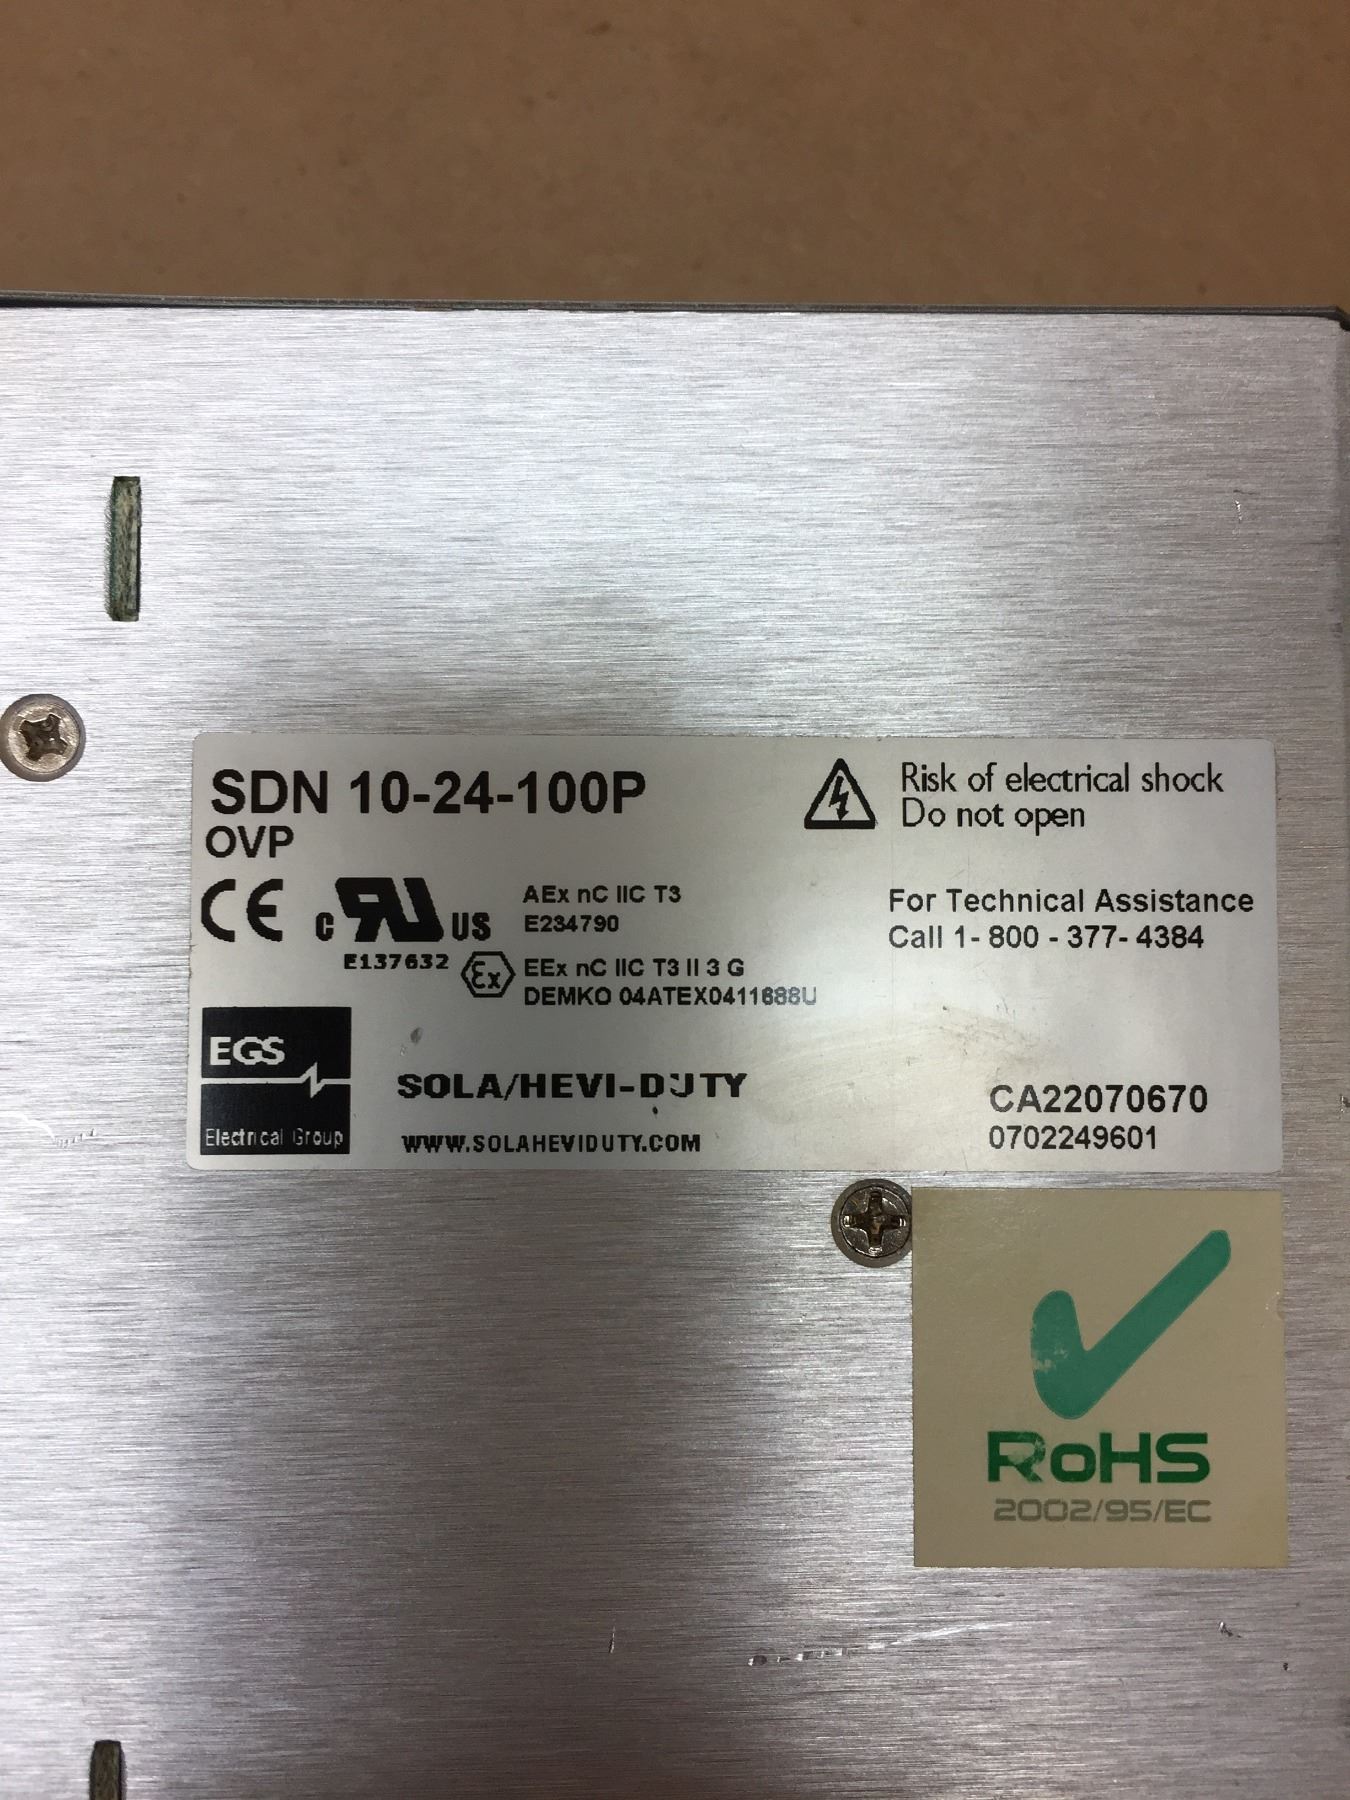 SDN 10-24-100P
OVP
Risk of electrical shock
Do not open
CE
C RU US
E137632
AEx nC IIC T3
E234790
Ex
EEx nC IIC T3 II 3 G
DEMKO 04ATEX0411688U
For Technical Assistance
Call 1- 800 - 377- 4384
EGS
Electrical Group
SOLA/HEVI-DUTY
WWW.SOLAHEVIDUTY.COM
CA22070670
0702249601
RoHS
2002/95/EC